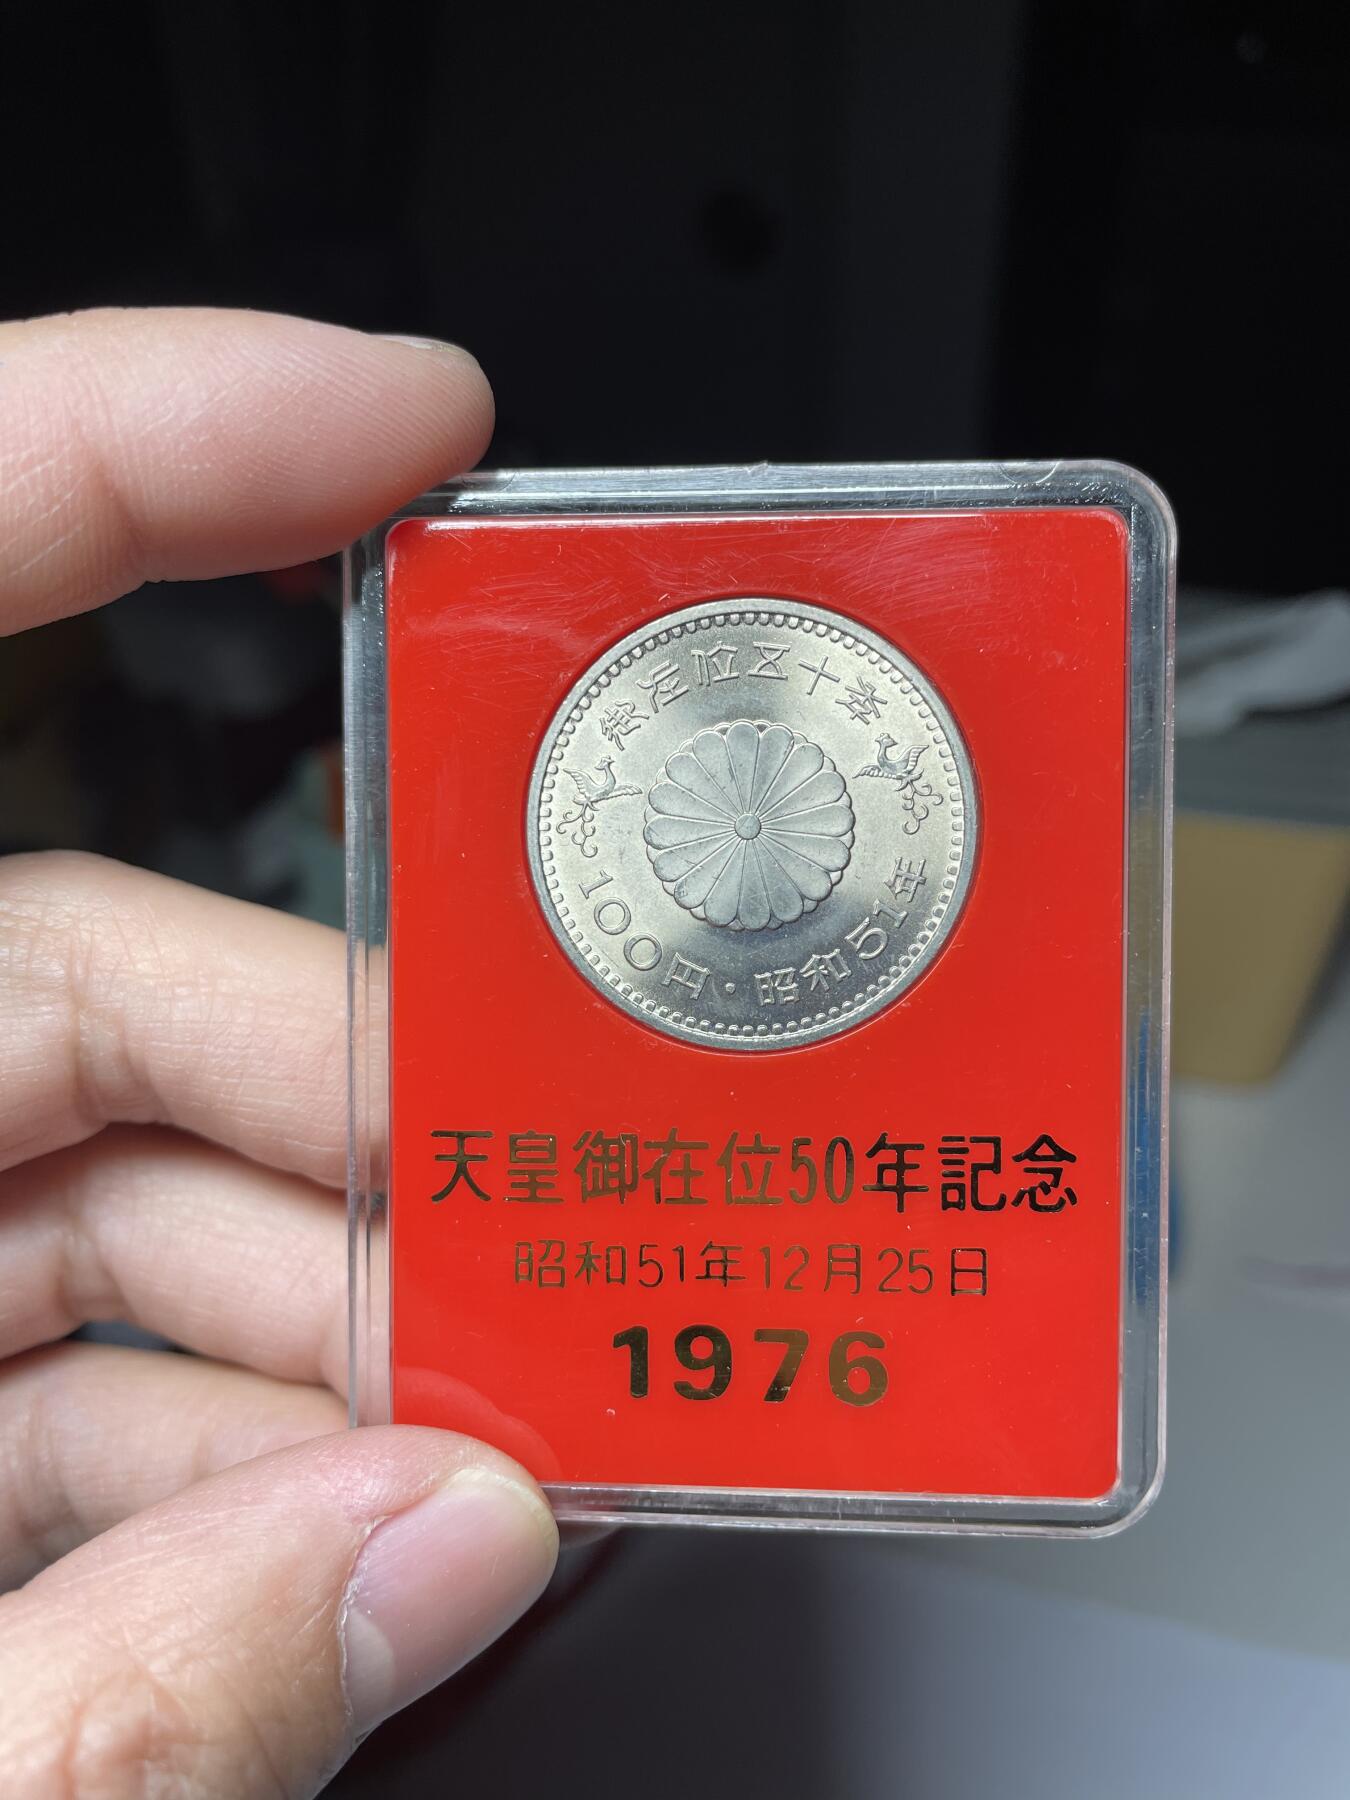 御在位五十年
100円・昭和51年
天皇御在位50年記念
昭和51年12月25日
1976